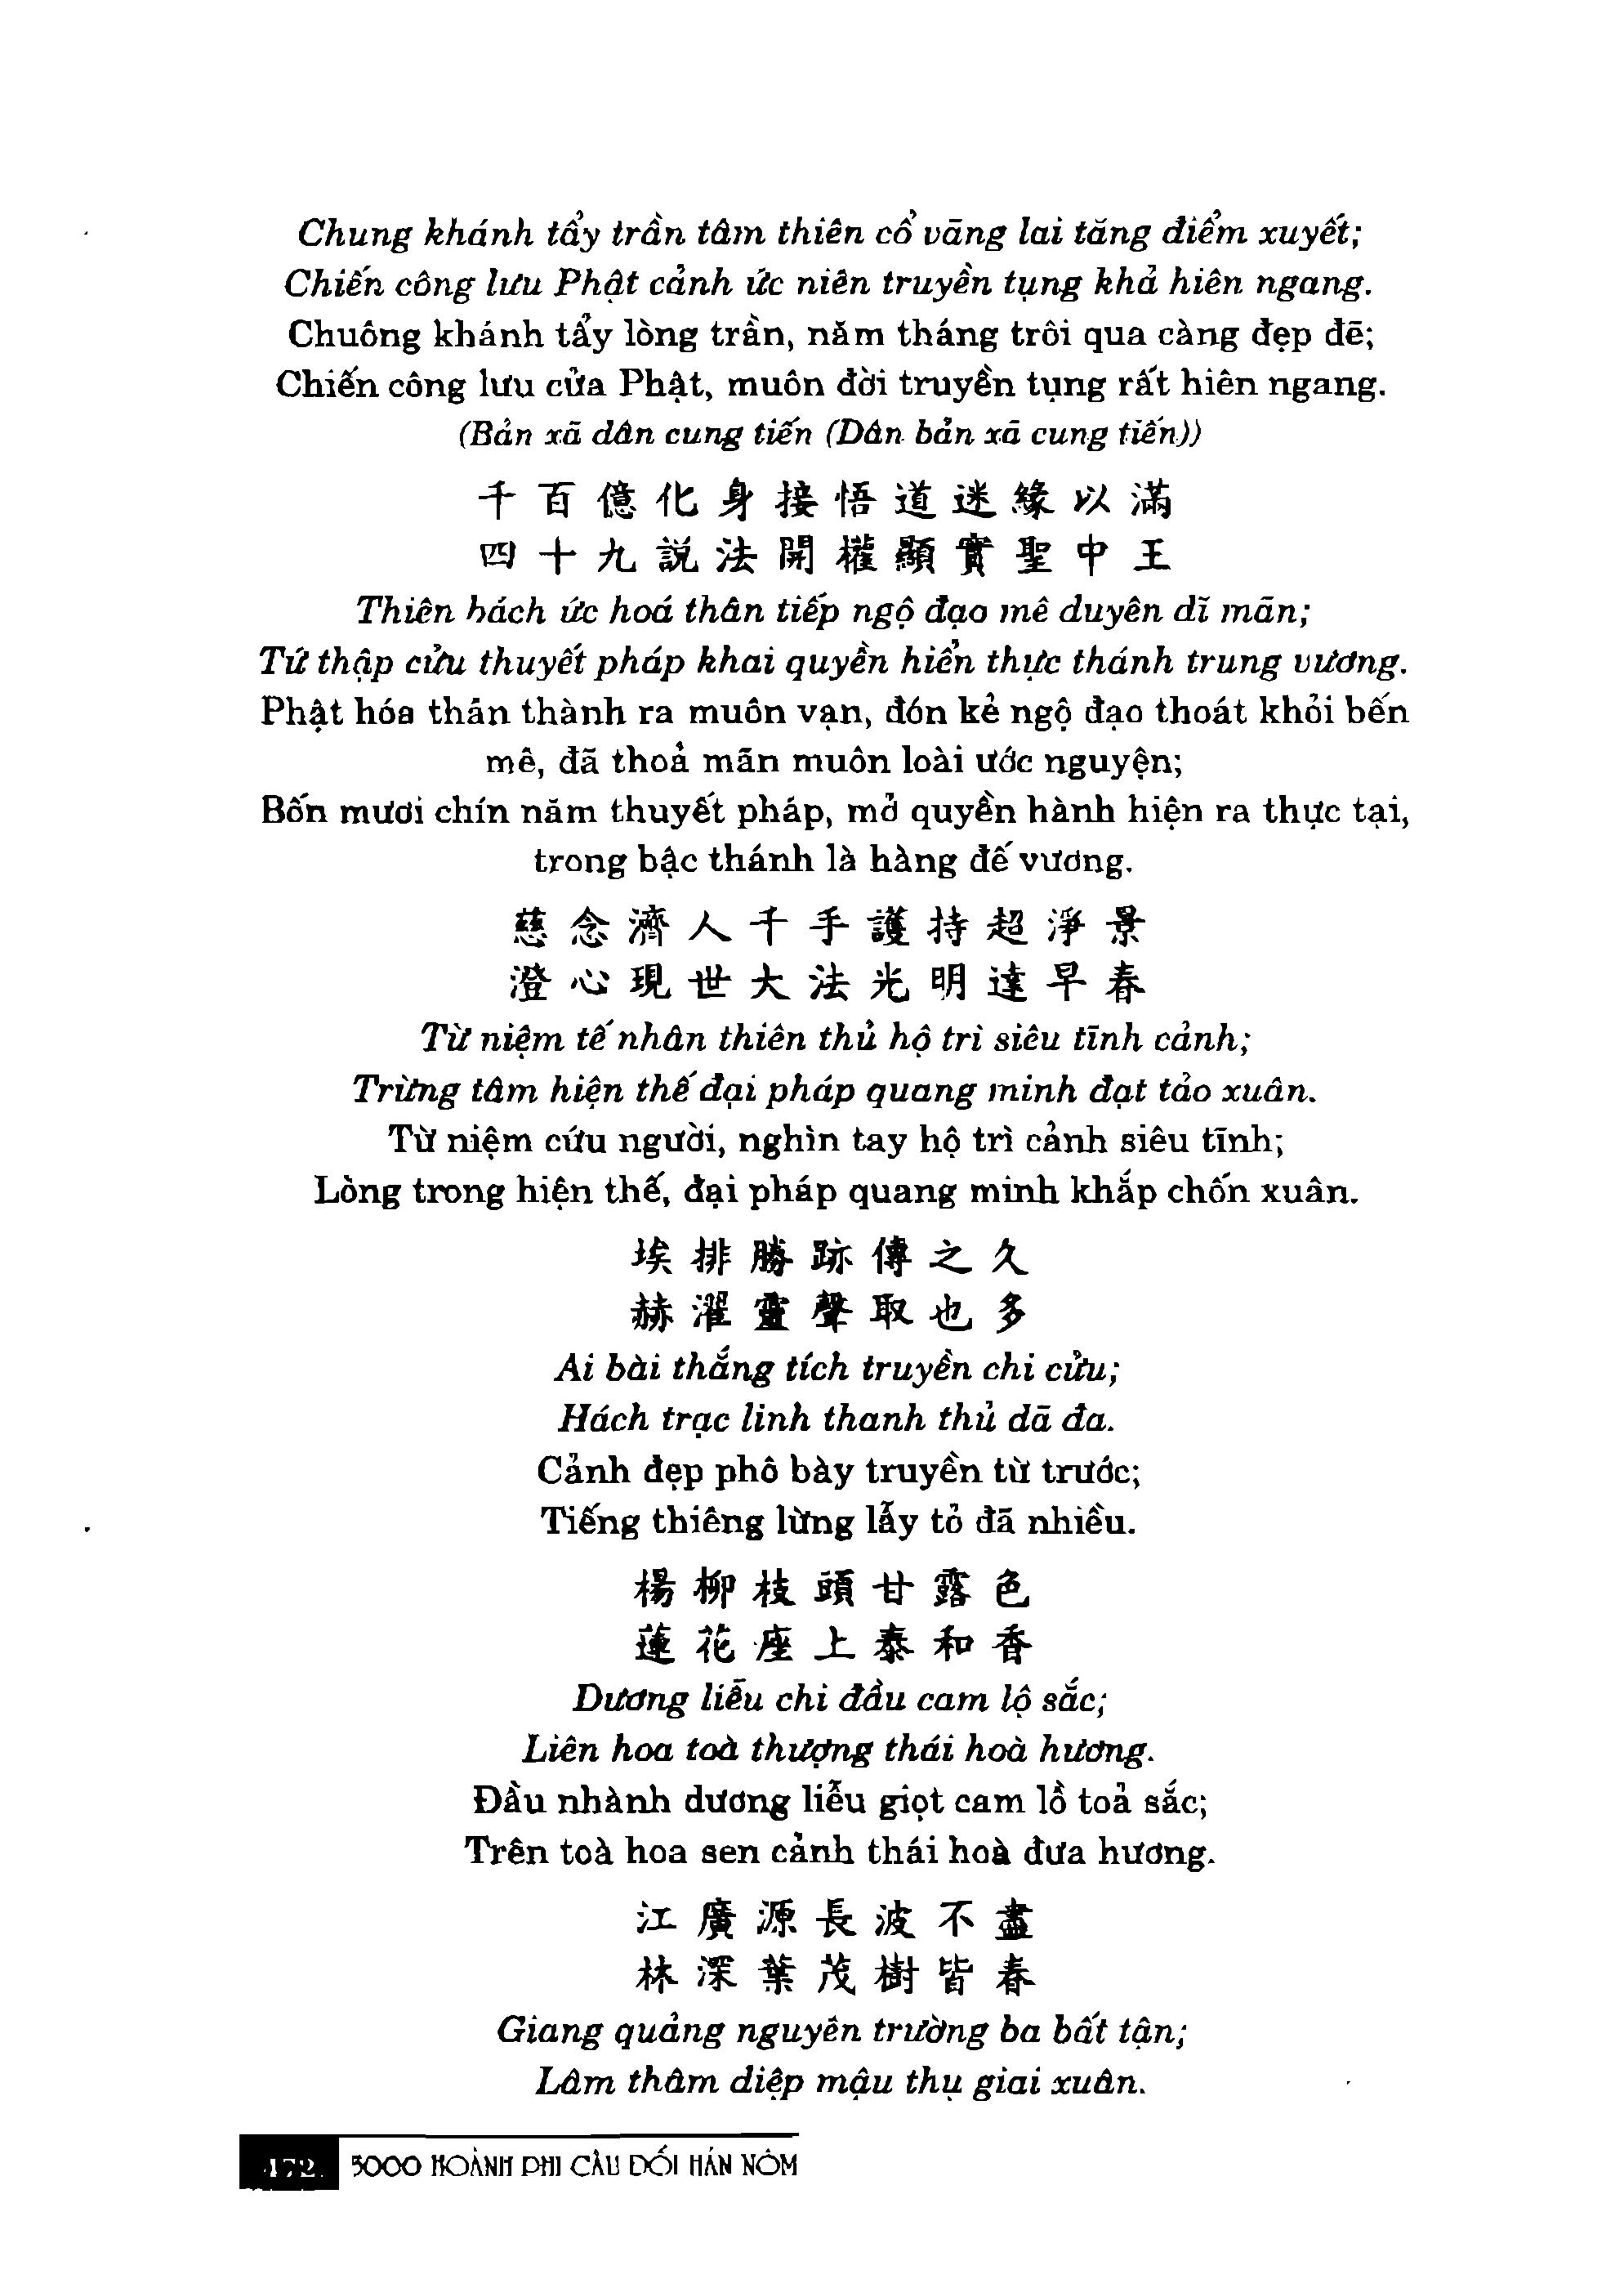 Chung khánh tẩy trần tâm thiên cổ vãng lai tăng điểm xuyết;
Chiến công lưu Phật cảnh ức niên truyền tụng khả hiên ngang.
Chuông khánh tẩy lòng trần, năm tháng trôi qua càng đẹp đẽ;
Chiến công lưu cửa Phật, muôn đời truyền tụng rất hiên ngang.
(Bản xã dân cung tiến (Dân bản xã cung tiến))
千百億化身接悟道迷緣以滿
四十九説法開權顯實聖中王
Thiên bách ức hoá thân tiếp ngộ đạo mê duyên dĩ mãn;
Tứ thập cửu thuyết pháp khai quyền hiển thực thánh trung vương.
Phật hóa thân thành ra muôn vạn, đón kẻ ngộ đạo thoát khỏi bến
mê, đã thoả mãn muôn loài ước nguyện;
Bốn mươi chín năm thuyết pháp, mở quyền hành hiện ra thực tại,
trong bậc thánh là hàng đế vương.
慈念濟人千手護持超淨景
澄心現世大法光明達早春
Từ niệm tế nhân thiên thủ hộ trì siêu tĩnh cảnh;
Trừng tâm hiện thế đại pháp quang minh đạt tảo xuân.
Từ niệm cứu người, nghìn tay hộ trì cảnh siêu tĩnh;
Lòng trong hiện thế, đại pháp quang minh khắp chốn xuân.
埃排勝跡傳之久
赫濯靈聲取也多
Ai bài thắng tích truyền chi cửu;
Hách trạc linh thanh thủ dã đa.
Cảnh đẹp phô bày truyền từ trước;
Tiếng thiêng lừng lẫy tỏ đã nhiều.
楊柳枝頭甘露色
蓮花座上泰和香
Dương liễu chi đầu cam lộ sắc;
Liên hoa toà thượng thái hoà hương.
Đầu nhành dương liễu giọt cam lồ toả sắc;
Trên toà hoa sen cảnh thái hoà đưa hương.
江廣源長波不盡
林深葉茂樹皆春
Giang quảng nguyên trường ba bất tận;
Lâm thâm diệp mậu thụ giai xuân.
472 5000 HOÀNH PHI CÂU ĐỐI HÁN NÔM